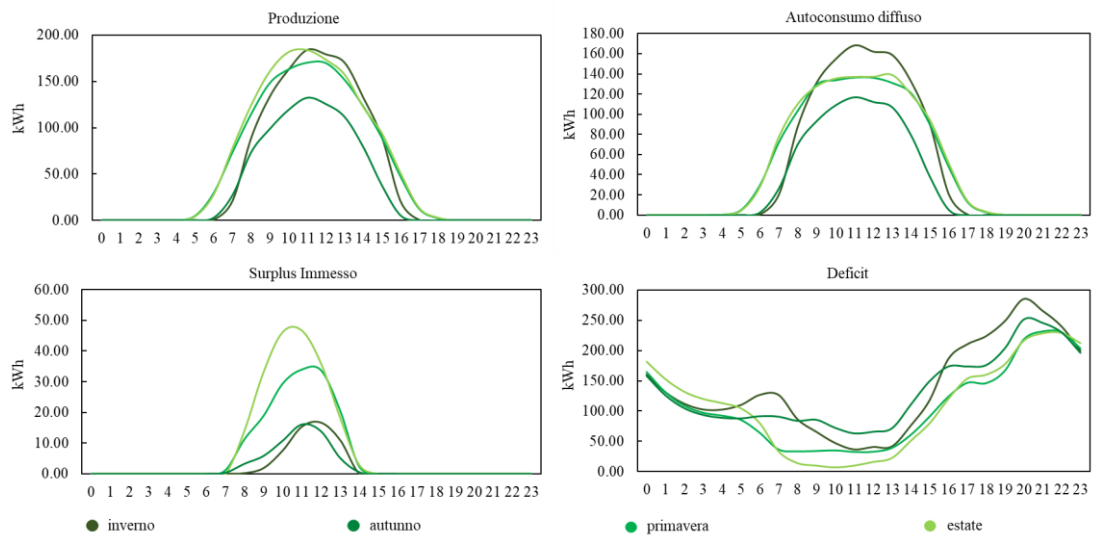 Produzione
200.00
150.00
100.00
50.00
0.00
kWh
0 1 2 3 4 5 6 7 8 9 10 11 12 13 14 15 16 17 18 19 20 21 22 23
Autoconsumo diffuso
180.00
160.00
140.00
120.00
100.00
80.00
60.00
40.00
20.00
0.00
kWh
0 1 2 3 4 5 6 7 8 9 10 11 12 13 14 15 16 17 18 19 20 21 22 23
Surplus Immesso
60.00
50.00
40.00
30.00
20.00
10.00
0.00
kWh
0 1 2 3 4 5 6 7 8 9 10 11 12 13 14 15 16 17 18 19 20 21 22 23
Deficit
300.00
250.00
200.00
150.00
100.00
50.00
0.00
kWh
0 1 2 3 4 5 6 7 8 9 10 11 12 13 14 15 16 17 18 19 20 21 22 23
inverno autunno primavera estate